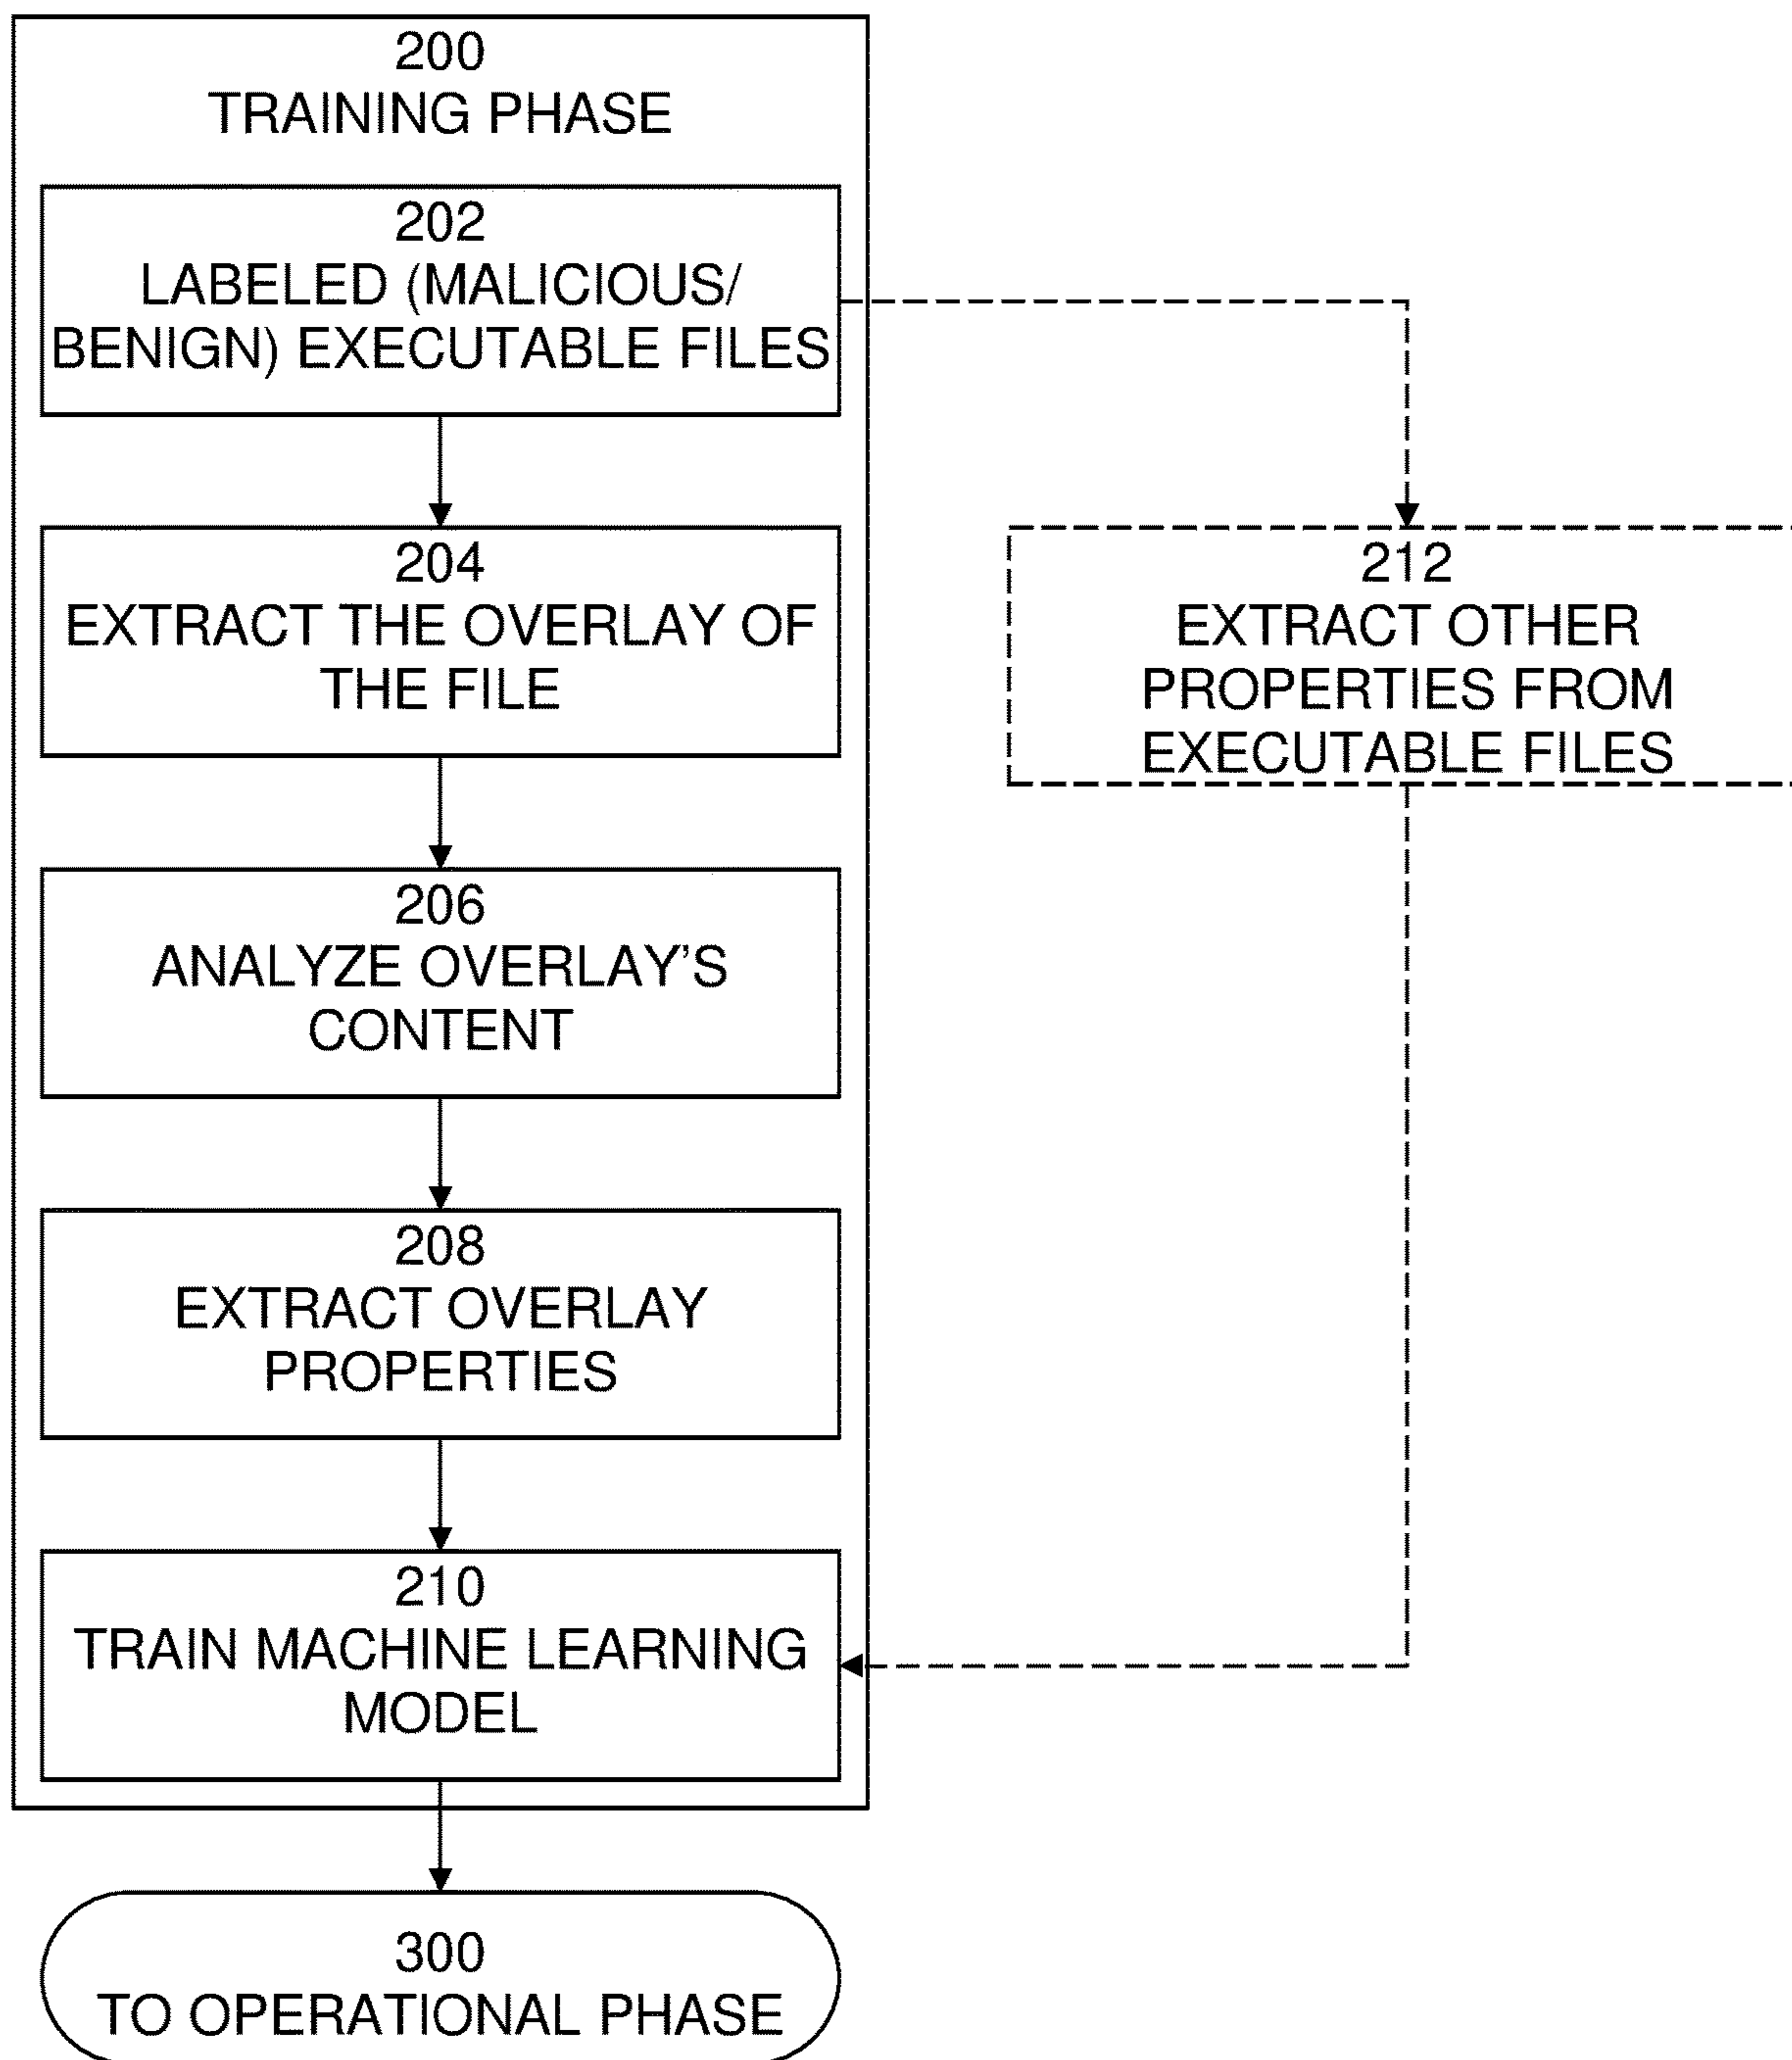 200
TRAINING PHASE
202
LABELED (MALICIOUS/
BENIGN) EXECUTABLE FILES
204
EXTRACT THE OVERLAY OF
THE FILE
212
EXTRACT OTHER
PROPERTIES FROM
EXECUTABLE FILES
206
ANALYZE OVERLAY'S
CONTENT
208
EXTRACT OVERLAY
PROPERTIES
210
TRAIN MACHINE LEARNING
MODEL
300
TO OPERATIONAL PHASE